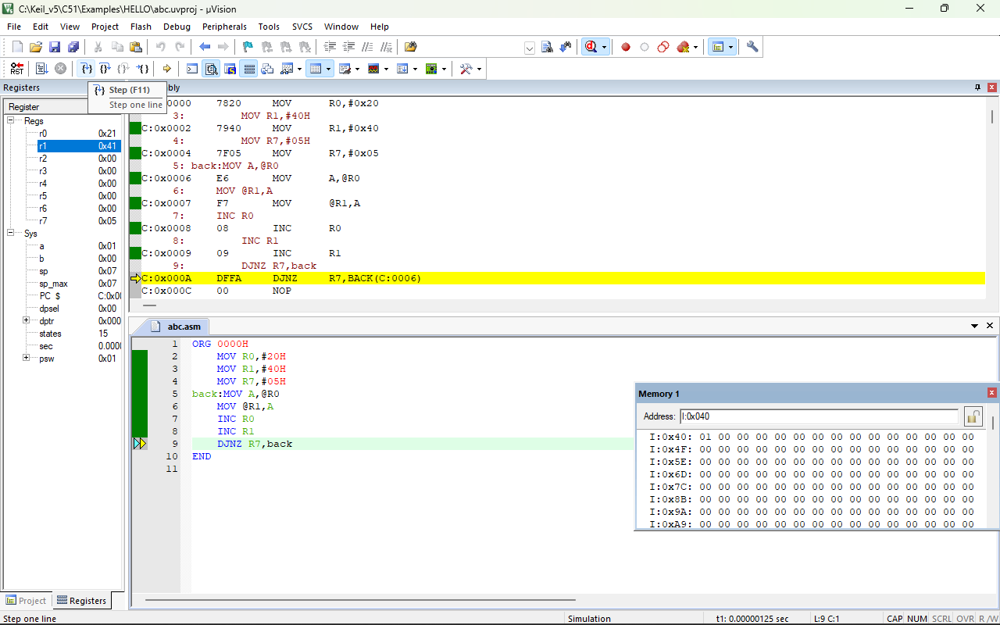 C:\Keil_v5\C51\Examples\HELLO\abc.uvproj - µVision
File Edit View Project Flash Debug Peripherals Tools SVCS Window Help
RST
Registers
bly
Step (F11)
Step one line
Register
Regs
r0 0x21
r1 0x41
r2 0x00
r3 0x00
r4 0x00
r5 0x00
r6 0x00
r7 0x05
Sys
a 0x01
b 0x00
sp 0x07
sp_max 0x07
PC $ C:0x00
dpsel 0x00
dptr 0x000
states 15
sec 0.0000
psw 0x01
Project Registers
0x0000 7820 MOV R0,#0x20
3: MOV R1,#40H
C:0x0002 7940 MOV R1,#0x40
4: MOV R7,#05H
C:0x0004 7F05 MOV R7,#0x05
5: back:MOV A,@R0
C:0x0006 E6 MOV A,@R0
6: MOV @R1,A
C:0x0007 F7 MOV @R1,A
7: INC R0
C:0x0008 08 INC R0
8: INC R1
C:0x0009 09 INC R1
9: DJNZ R7,back
C:0x000A DFFA DJNZ R7,BACK(C:0006)
C:0x000C 00 NOP
abc.asm
1 ORG 0000H
2 MOV R0,#20H
3 MOV R1,#40H
4 MOV R7,#05H
5 back:MOV A,@R0
6 MOV @R1,A
7 INC R0
8 INC R1
9 DJNZ R7,back
10 END
11
Memory 1
Address: I:0x040
I:0x40: 01 00 00 00 00 00 00 00 00 00 00 00 00 00 00
I:0x4F: 00 00 00 00 00 00 00 00 00 00 00 00 00 00 00
I:0x5E: 00 00 00 00 00 00 00 00 00 00 00 00 00 00 00
I:0x6D: 00 00 00 00 00 00 00 00 00 00 00 00 00 00 00
I:0x7C: 00 00 00 00 00 00 00 00 00 00 00 00 00 00 00
I:0x8B: 00 00 00 00 00 00 00 00 00 00 00 00 00 00 00
I:0x9A: 00 00 00 00 00 00 00 00 00 00 00 00 00 00 00
I:0xA9: 00 00 00 00 00 00 00 00 00 00 00 00 00 00 00
Step one line Simulation t1: 0.00000125 sec L:9 C:1 CAP NUM SCRL OVR R/W